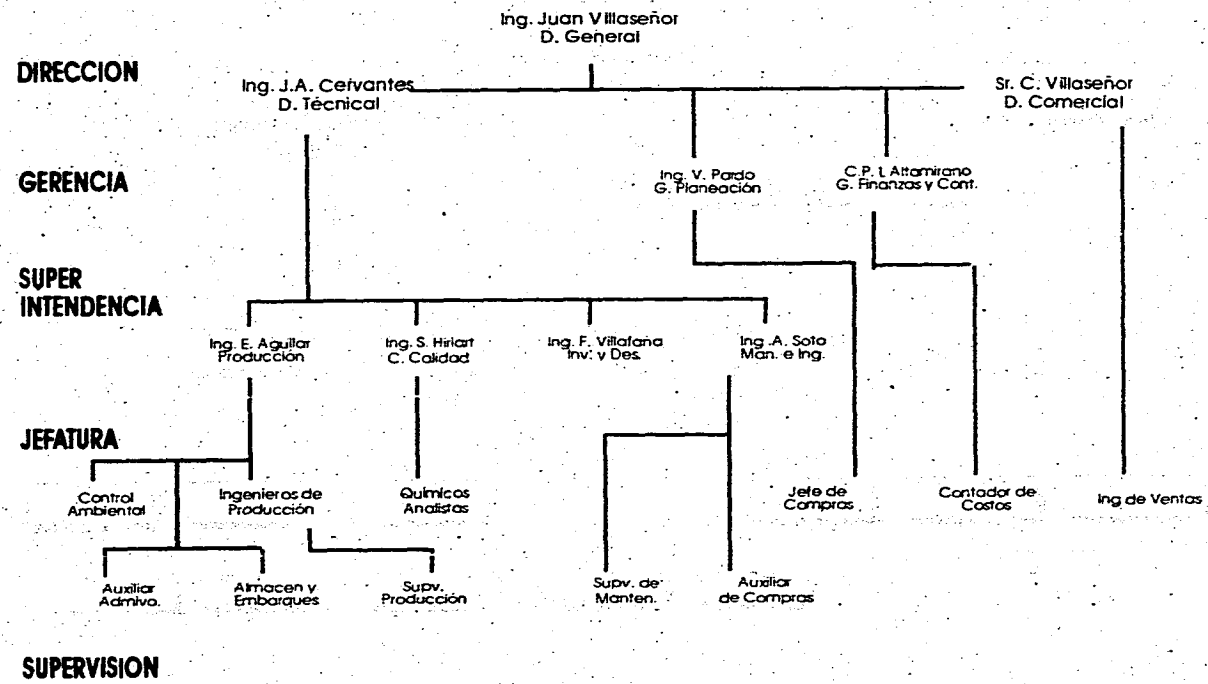 Ing. Juan Villaseñor
D. General
DIRECCION
Ing. J.A. Cervantes
D. Técnical
Sr. C. Villaseñor
D. Comercial
GERENCIA
Ing. V. Pardo
G. Planeación
C.P. I. Altamirano
G. Finanzas y Cont.
SUPER
INTENDENCIA
Ing. E. Aguilar
Producción
Ing. S. Hiriart
C. Calidad
Ing. F. Villafaña
Inv. y Des.
Ing. A. Soto
Man. e Ing.
JEFATURA
Control
Ambiental
Ingenieros de
Producción
Químicos
Analistas
Jefe de
Compras
Contador de
Costos
Ing de Ventas
Auxiliar
Admivo.
Almacen y
Embarques
Supv.
Producción
Supv. de
Manten.
Auxiliar
de Compras
SUPERVISION